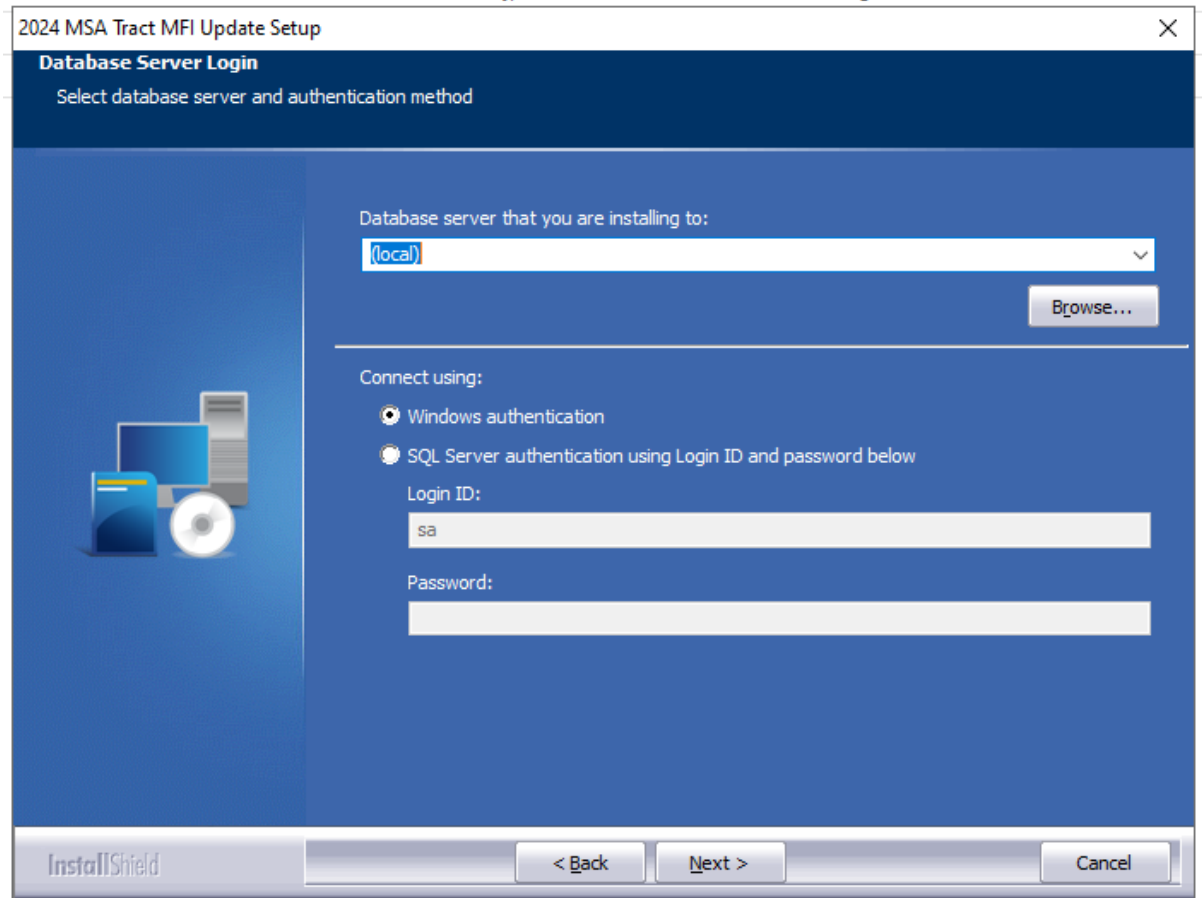 2024 MSA Tract MFI Update Setup
Database Server Login
Select database server and authentication method
Database server that you are installing to:
(local)
Browse...
Connect using:
Windows authentication
SQL Server authentication using Login ID and password below
Login ID:
sa
Password:
InstallShield
< Back
Next >
Cancel